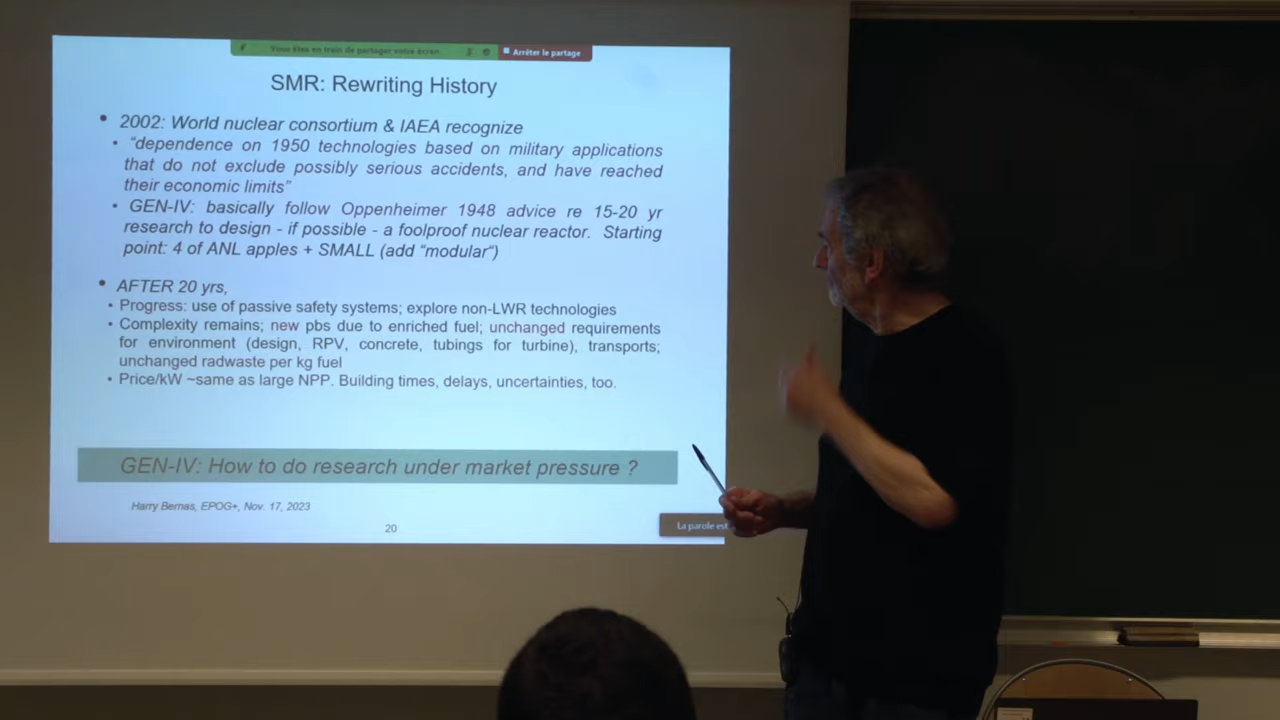 Vous êtes en train de partager votre écran
Arrêter le partage
SMR: Rewriting History
• 2002: World nuclear consortium & IAEA recognize
• “dependence on 1950 technologies based on military applications
that do not exclude possibly serious accidents, and have reached
their economic limits”
• GEN-IV: basically follow Oppenheimer 1948 advice re 15-20 yr
research to design - if possible - a foolproof nuclear reactor. Starting
point: 4 of ANL apples + SMALL (add “modular“)
• AFTER 20 yrs,
• Progress: use of passive safety systems; explore non-LWR technologies
• Complexity remains; new pbs due to enriched fuel; unchanged requirements
for environment (design, RPV, concrete, tubings for turbine), transports;
unchanged radwaste per kg fuel
• Price/kW ~same as large NPP. Building times, delays, uncertainties, too.
GEN-IV: How to do research under market pressure ?
Harry Bernas, EPOG+, Nov. 17, 2023
20
La parole est